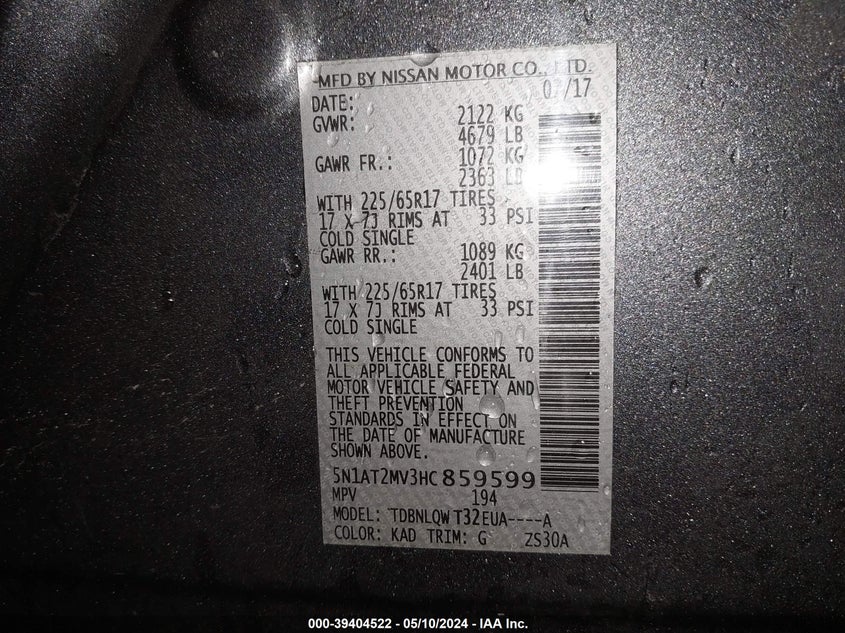 MFD BY NISSAN MOTOR CO., LTD.
DATE: /17
GVWR: 2122 KG
4679 LB
GAWR FR.: 1072 KG
2363 LB
WITH 225/65R17 TIRES
17 X 7J RIMS AT 33 PSI
COLD SINGLE
GAWR RR.: 1089 KG
2401 LB
WITH 225/65R17 TIRES
17 X 7J RIMS AT 33 PSI
COLD SINGLE
THIS VEHICLE CONFORMS TO
ALL APPLICABLE FEDERAL
MOTOR VEHICLE SAFETY AND
THEFT PREVENTION
STANDARDS IN EFFECT ON
THE DATE OF MANUFACTURE
SHOWN ABOVE.
5N1AT2MV3HC859599
MPV 194
MODEL: TDBNLQW T32EUA----A
COLOR: KAD TRIM: G ZS30A
000-39404522 - 05/10/2024 - IAA Inc.